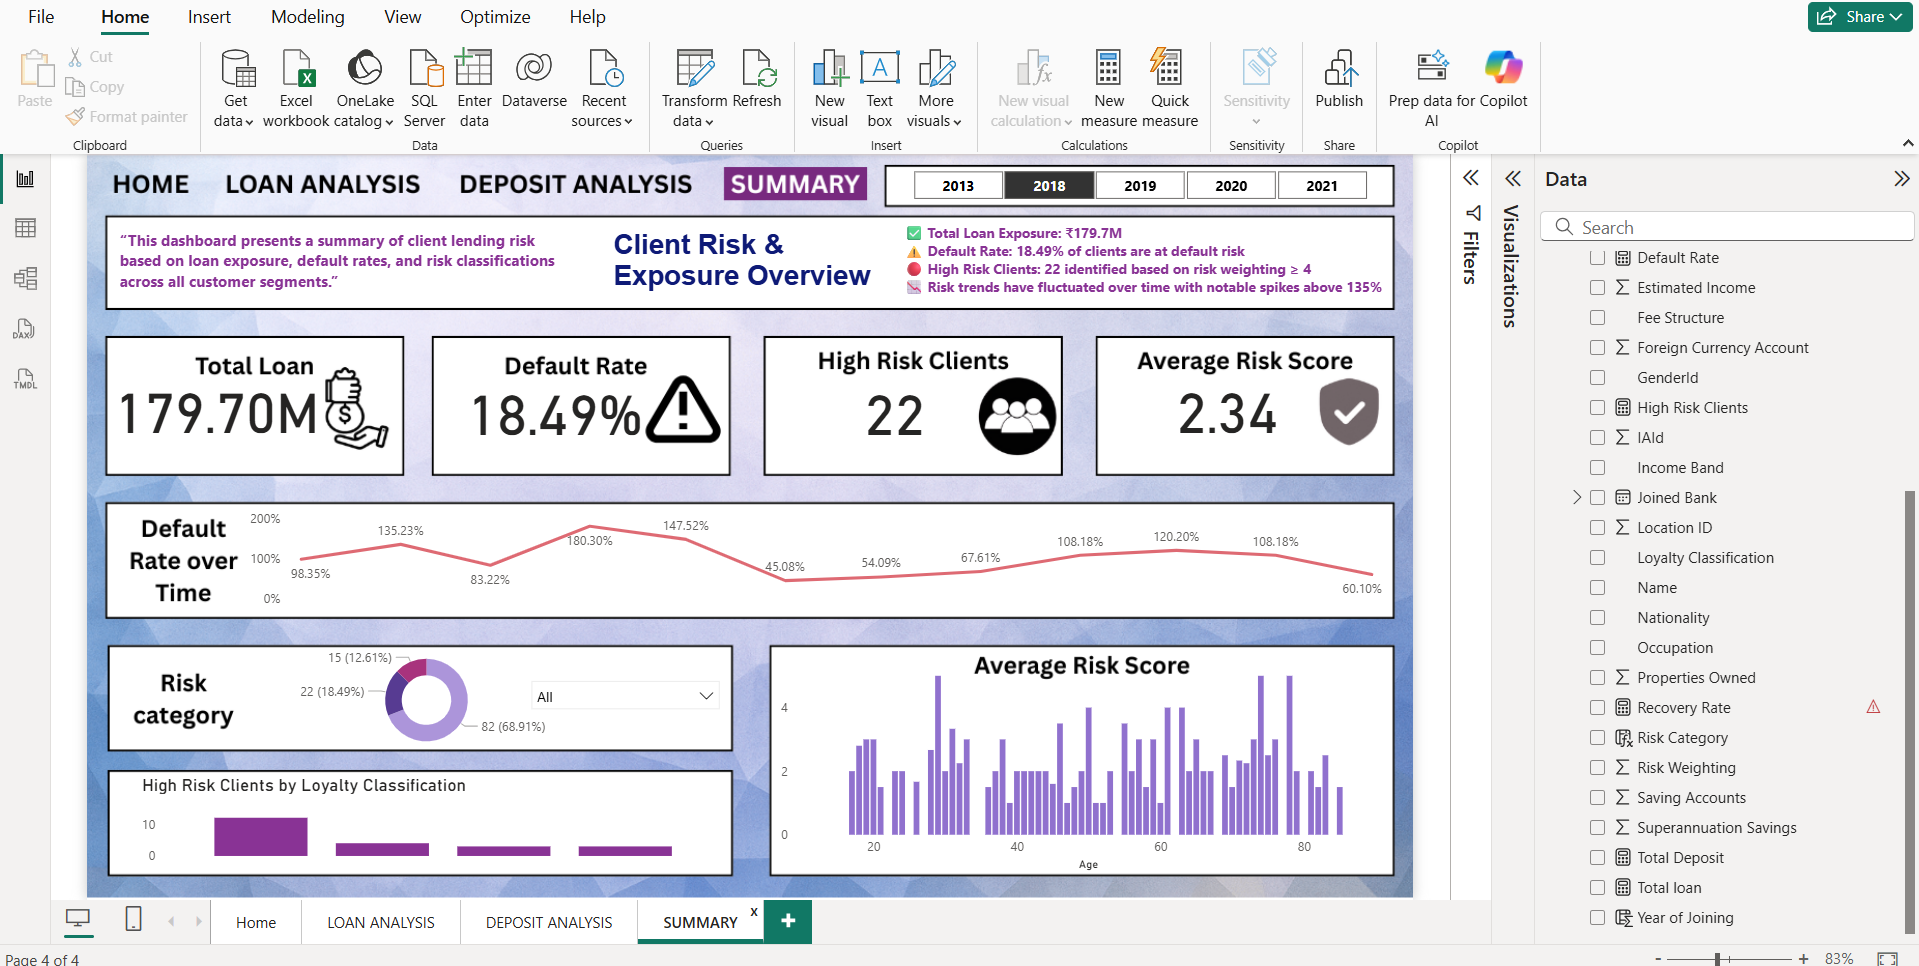 File Home Insert Modeling View Optimize Help Share
Paste
Cut
Copy
Format painter
Clipboard
Get data
Excel workbook
OneLake catalog
SQL Server
Enter data
Dataverse
Recent sources
Data
Transform data
Refresh
Queries
New visual
Text box
More visuals
Insert
New visual calculation
New measure
Quick measure
Calculations
Sensitivity
Sensitivity
Publish
Share
Prep data for AI
Copilot
Copilot
DAX
TMDL
HOME LOAN ANALYSIS DEPOSIT ANALYSIS SUMMARY
2013 2018 2019 2020 2021
“This dashboard presents a summary of client lending risk
based on loan exposure, default rates, and risk classifications
across all customer segments.”
Client Risk &
Exposure Overview
Total Loan Exposure: ₹179.7M
Default Rate: 18.49% of clients are at default risk
High Risk Clients: 22 identified based on risk weighting ≥ 4
Risk trends have fluctuated over time with notable spikes above 135%
Total Loan
179.70M
Default Rate
18.49%
High Risk Clients
22
Average Risk Score
2.34
Default
Rate over
Time
200%
100%
0%
98.35%
135.23%
83.22%
180.30%
147.52%
45.08%
54.09%
67.61%
108.18%
120.20%
108.18%
60.10%
Risk
category
15 (12.61%)
22 (18.49%)
82 (68.91%)
All
High Risk Clients by Loyalty Classification
10
0
Average Risk Score
4
2
0
20 40 60 80
Age
Filters
Visualizations
Data
Search
Default Rate
Estimated Income
Fee Structure
Foreign Currency Account
GenderId
High Risk Clients
IAId
Income Band
Joined Bank
Location ID
Loyalty Classification
Name
Nationality
Occupation
Properties Owned
Recovery Rate
Risk Category
Risk Weighting
Saving Accounts
Superannuation Savings
Total Deposit
Total loan
Year of Joining
Home LOAN ANALYSIS DEPOSIT ANALYSIS SUMMARY x +
Page 4 of 4
- + 83%